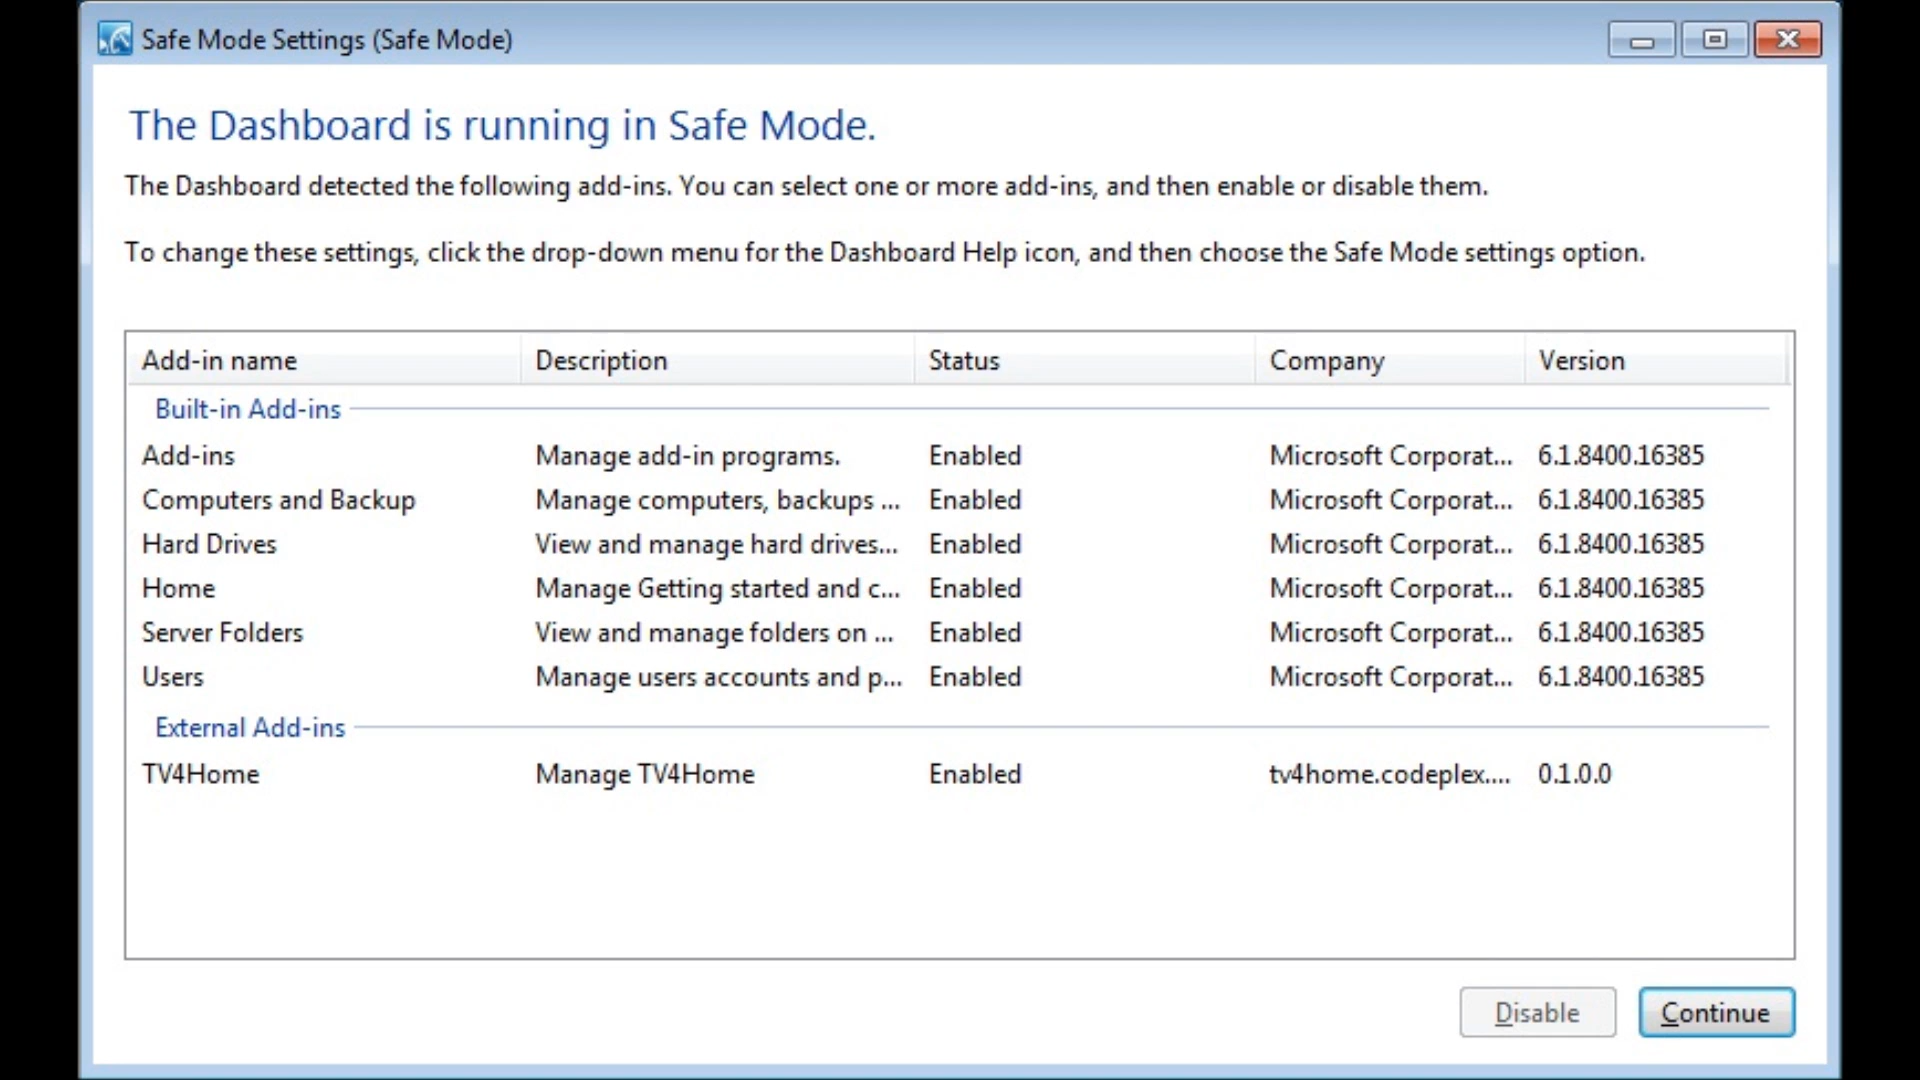 Safe Mode Settings (Safe Mode)
The Dashboard is running in Safe Mode.
The Dashboard detected the following add-ins. You can select one or more add-ins, and then enable or disable them.
To change these settings, click the drop-down menu for the Dashboard Help icon, and then choose the Safe Mode settings option.
Add-in name Description Status Company Version
Built-in Add-ins
Add-ins Manage add-in programs. Enabled Microsoft Corporat... 6.1.8400.16385
Computers and Backup Manage computers, backups ... Enabled Microsoft Corporat... 6.1.8400.16385
Hard Drives View and manage hard drives... Enabled Microsoft Corporat... 6.1.8400.16385
Home Manage Getting started and c... Enabled Microsoft Corporat... 6.1.8400.16385
Server Folders View and manage folders on ... Enabled Microsoft Corporat... 6.1.8400.16385
Users Manage users accounts and p... Enabled Microsoft Corporat... 6.1.8400.16385
External Add-ins
TV4Home Manage TV4Home Enabled tv4home.codeplex.... 0.1.0.0
Disable Continue